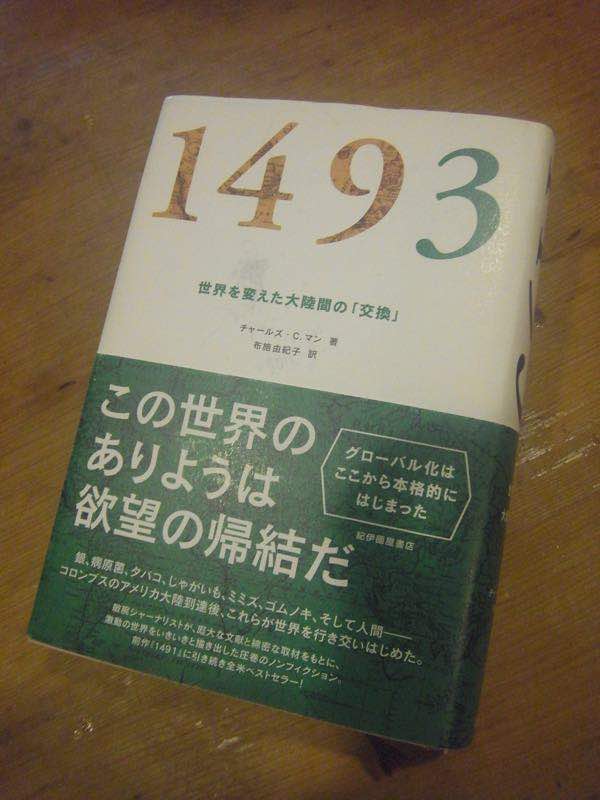 1493
世界を変えた大陸間の「交換」
チャールズ・C.マン 著
布施由紀子 訳
この世界の
ありようは
欲望の帰結だ
グローバル化は
ここから本格的に
はじまった
紀伊國屋書店
銀、病原菌、タバコ、じゃがいも、ミミズ、ゴムノキ、そして人間――
コロンブスのアメリカ大陸到達後、これらが世界を行き交いはじめた。
敏腕ジャーナリストが、厖大な文献と綿密な取材をもとに、
激動の世界をいきいきと描き出した圧巻のノンフィクション。
前作『1491』に引き続き全米ベストセラー!